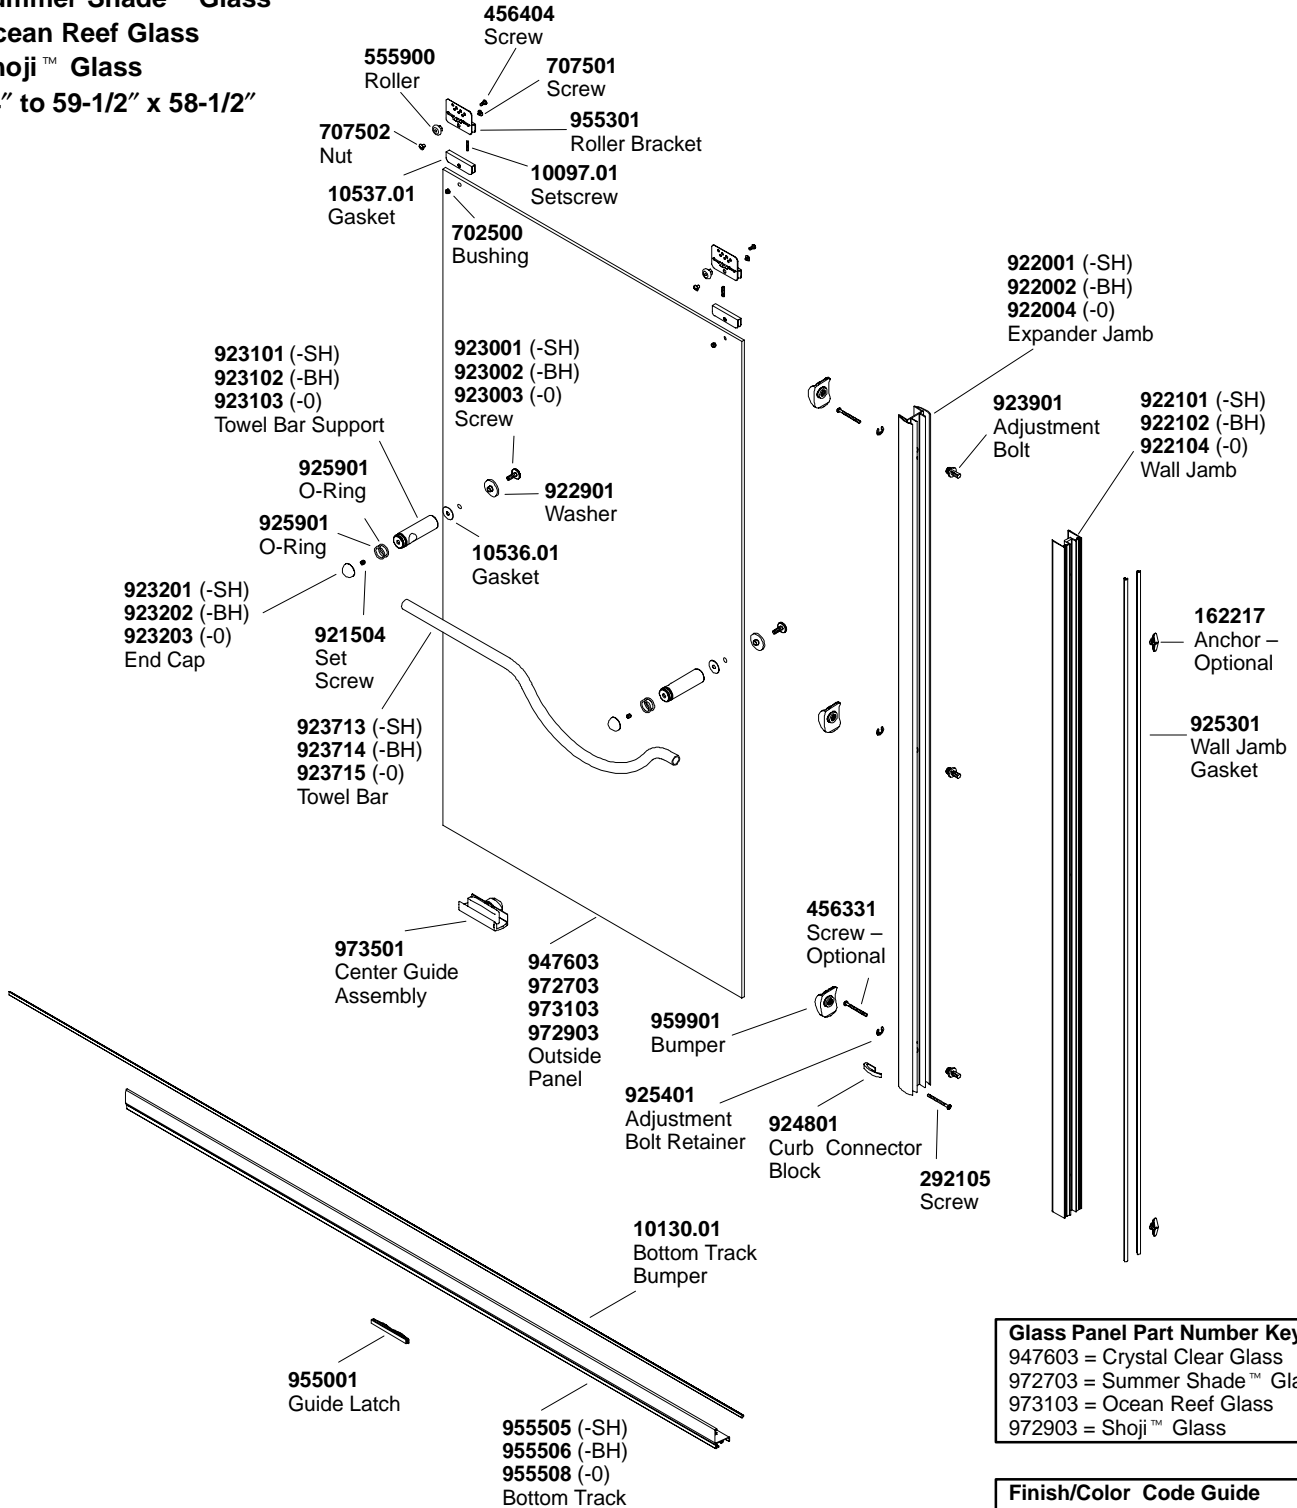 Glass
Ocean Reef Glass
Shoji™ Glass
to 59-1/2″ x 58-1/2″
456404
Screw
555900
Roller
707501
Screw
955301
Roller Bracket
707502
Nut
10097.01
Setscrew
10537.01
Gasket
702500
Bushing
922001 (-SH)
922002 (-BH)
922004 (-0)
Expander Jamb
923101 (-SH)
923102 (-BH)
923103 (-0)
Towel Bar Support
923001 (-SH)
923002 (-BH)
923003 (-0)
Screw
923901
Adjustment
Bolt
922101 (-SH)
922102 (-BH)
922104 (-0)
Wall Jamb
925901
O-Ring
922901
Washer
925901
O-Ring
10536.01
Gasket
923201 (-SH)
923202 (-BH)
923203 (-0)
End Cap
921504
Set
Screw
162217
Anchor –
Optional
923713 (-SH)
923714 (-BH)
923715 (-0)
Towel Bar
925301
Wall Jamb
Gasket
456331
Screw –
Optional
973501
Center Guide
Assembly
947603
972703
973103
972903
Outside
Panel
959901
Bumper
925401
Adjustment
Bolt Retainer
924801
Curb Connector
Block
292105
Screw
10130.01
Bottom Track
Bumper
955001
Guide Latch
955505 (-SH)
955506 (-BH)
955508 (-0)
Bottom Track
Glass Panel Part Number Key
947603 = Crystal Clear Glass
972703 = Summer Shade™ Gla
973103 = Ocean Reef Glass
972903 = Shoji™ Glass
Finish/Color Code Guide